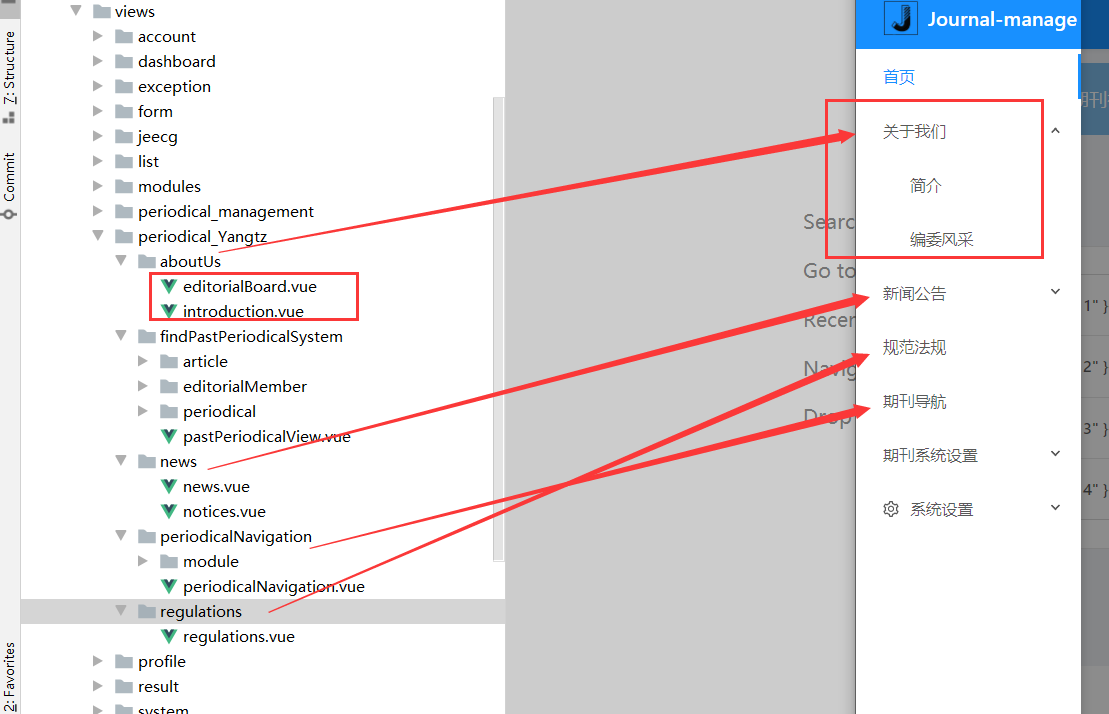 7: Structure
Commit
2: Favorites
views
account
dashboard
exception
form
jeecg
list
modules
periodical_management
periodical_Yangtz
aboutUs
editorialBoard.vue
introduction.vue
findPastPeriodicalSystem
article
editorialMember
periodical
pastPeriodicalView.vue
news
news.vue
notices.vue
periodicalNavigation
module
periodicalNavigation.vue
regulations
regulations.vue
profile
result
system
Searc
Go to
Recen
Navig
Drop
Journal-manage
首页
关于我们
简介
编委风采
新闻公告
规范法规
期刊导航
期刊系统设置
系统设置
期刊
1" }
2" }
3" }
4" }